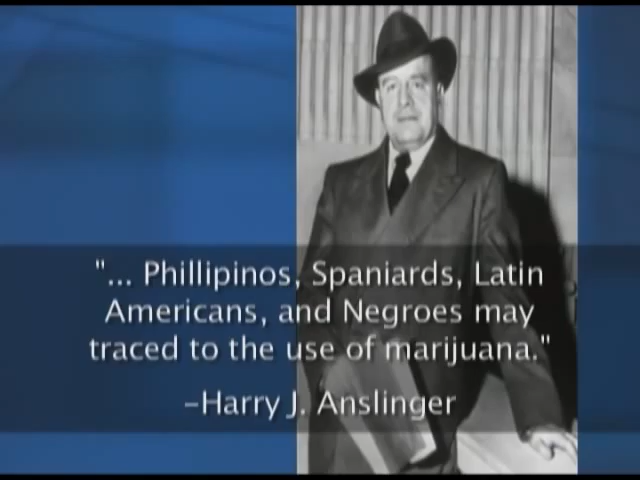 "... Phillipinos, Spaniards, Latin
Americans, and Negroes may
traced to the use of marijuana."
–Harry J. Anslinger